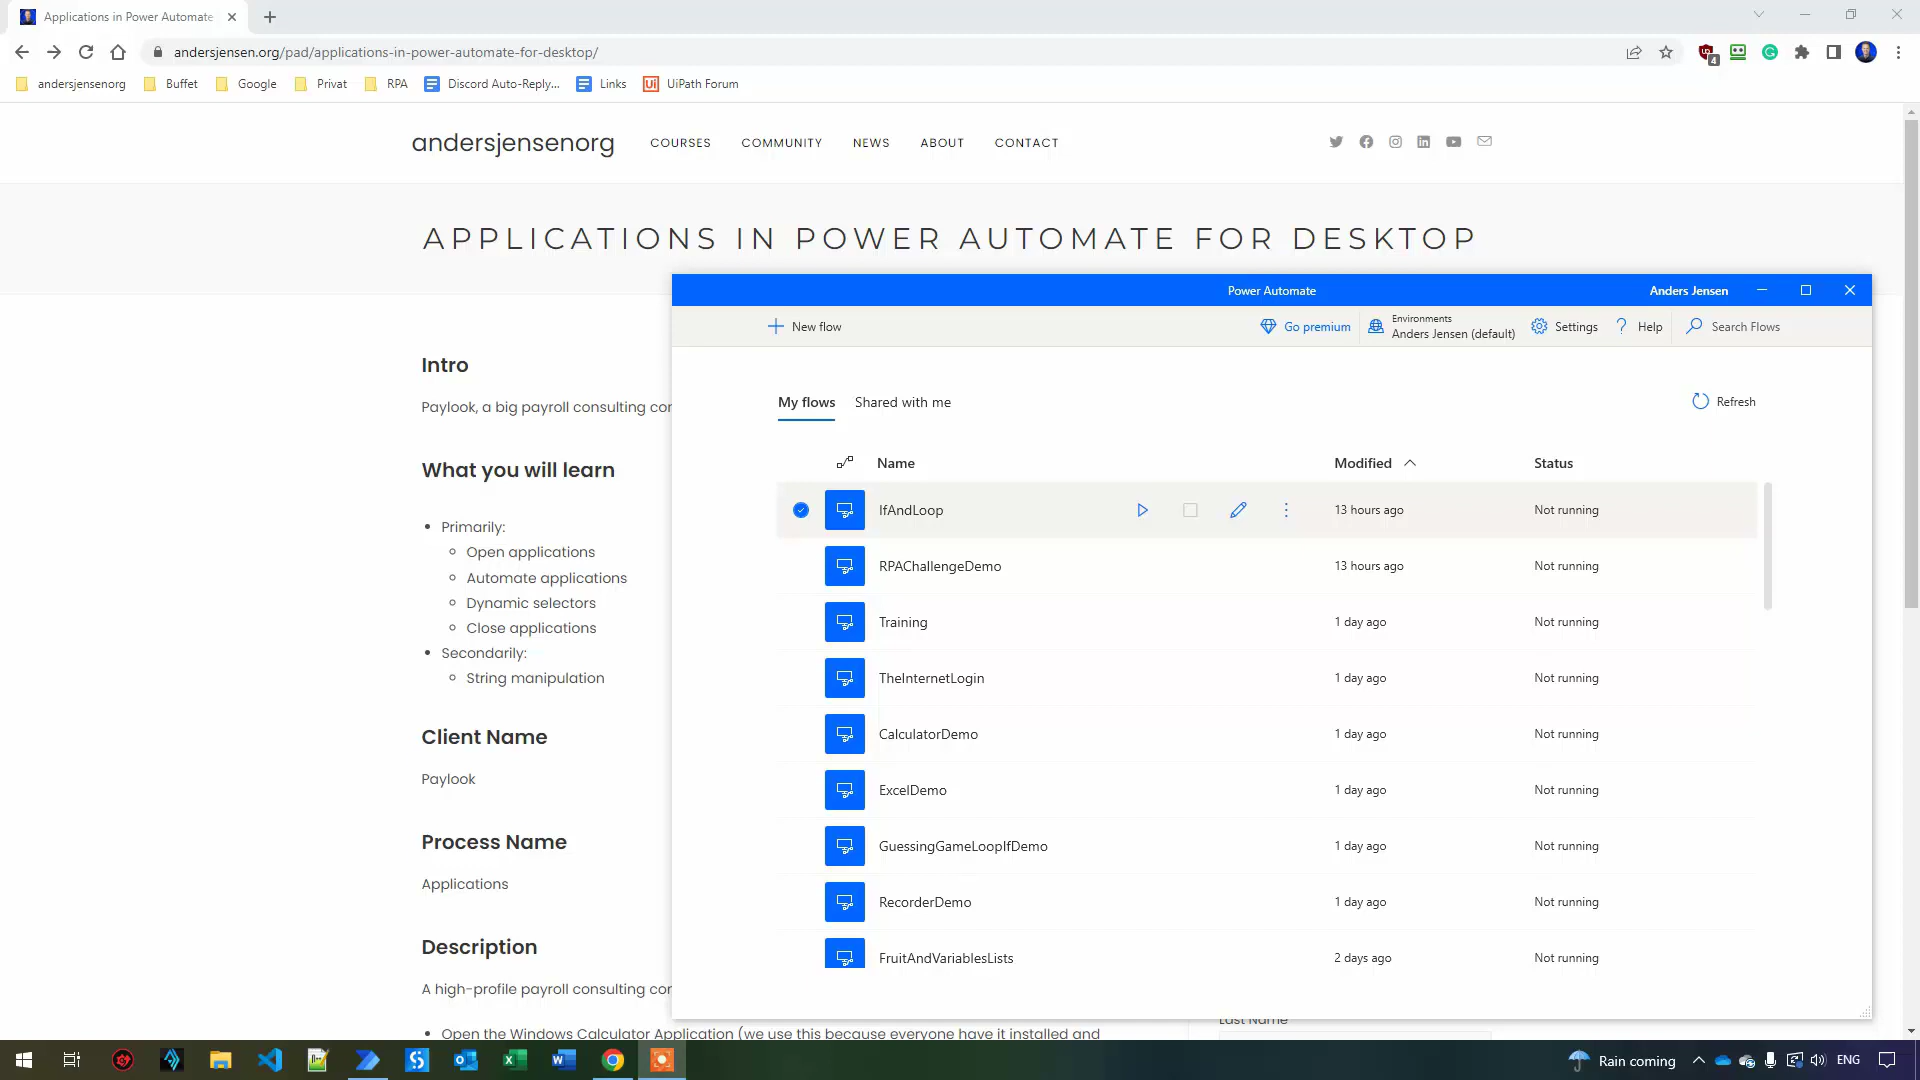 Applications in Power Automate
andersjensen.org/pad/applications-in-power-automate-for-desktop/
4
andersjensenorg
Buffet
Google
Privat
RPA
Discord Auto-Reply...
Links
Ui
UiPath Forum
andersjensenorg
COURSES
COMMUNITY
NEWS
ABOUT
CONTACT
APPLICATIONS IN POWER AUTOMATE FOR DESKTOP
Intro
Paylook, a big payroll consulting
What you will learn
Primarily:
Open applications
Automate applications
Dynamic selectors
Close applications
Secondarily:
String manipulation
Client Name
Paylook
Process Name
Applications
Description
A high-profile payroll consulting
Open the Windows Calculator Application (we use this because everyone have it installed and
Last Name
Power Automate
Anders Jensen
New flow
Go premium
Environments
Anders Jensen (default)
Settings
Help
Search Flows
My flows
Shared with me
Refresh
Name
Modified
Status
IfAndLoop
13 hours ago
Not running
RPAChallengeDemo
13 hours ago
Not running
Training
1 day ago
Not running
TheInternetLogin
1 day ago
Not running
CalculatorDemo
1 day ago
Not running
ExcelDemo
1 day ago
Not running
GuessingGameLoopIfDemo
1 day ago
Not running
RecorderDemo
1 day ago
Not running
FruitAndVariablesLists
2 days ago
Not running
Rain coming
ENG